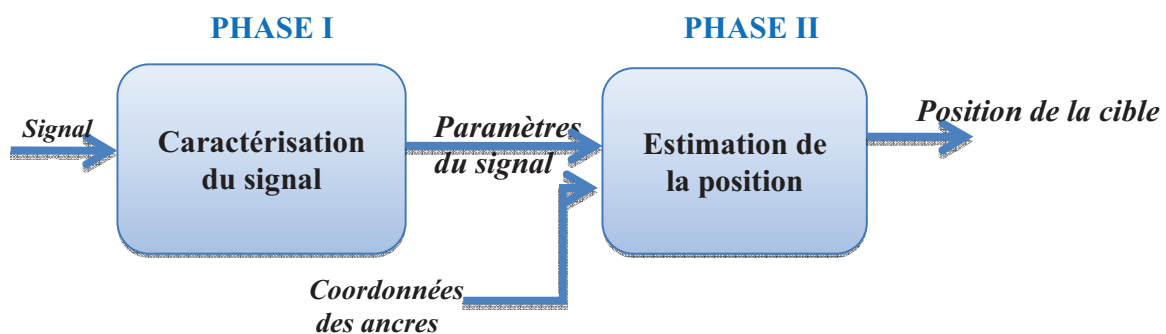 PHASE I
PHASE II
Signal
Caractérisation
du signal
Paramètres
du signal
Estimation de
la position
Position de la cible
Coordonnées
des ancres